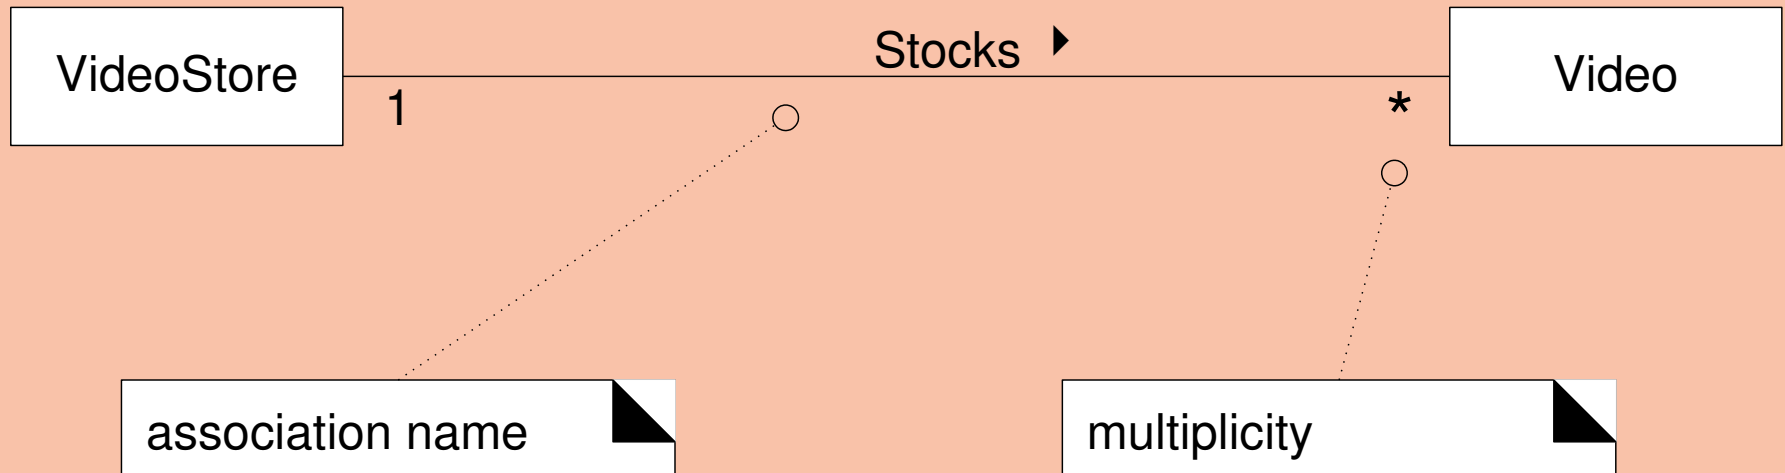 Stocks
VideoStore
Video
1
*
association name
multiplicity